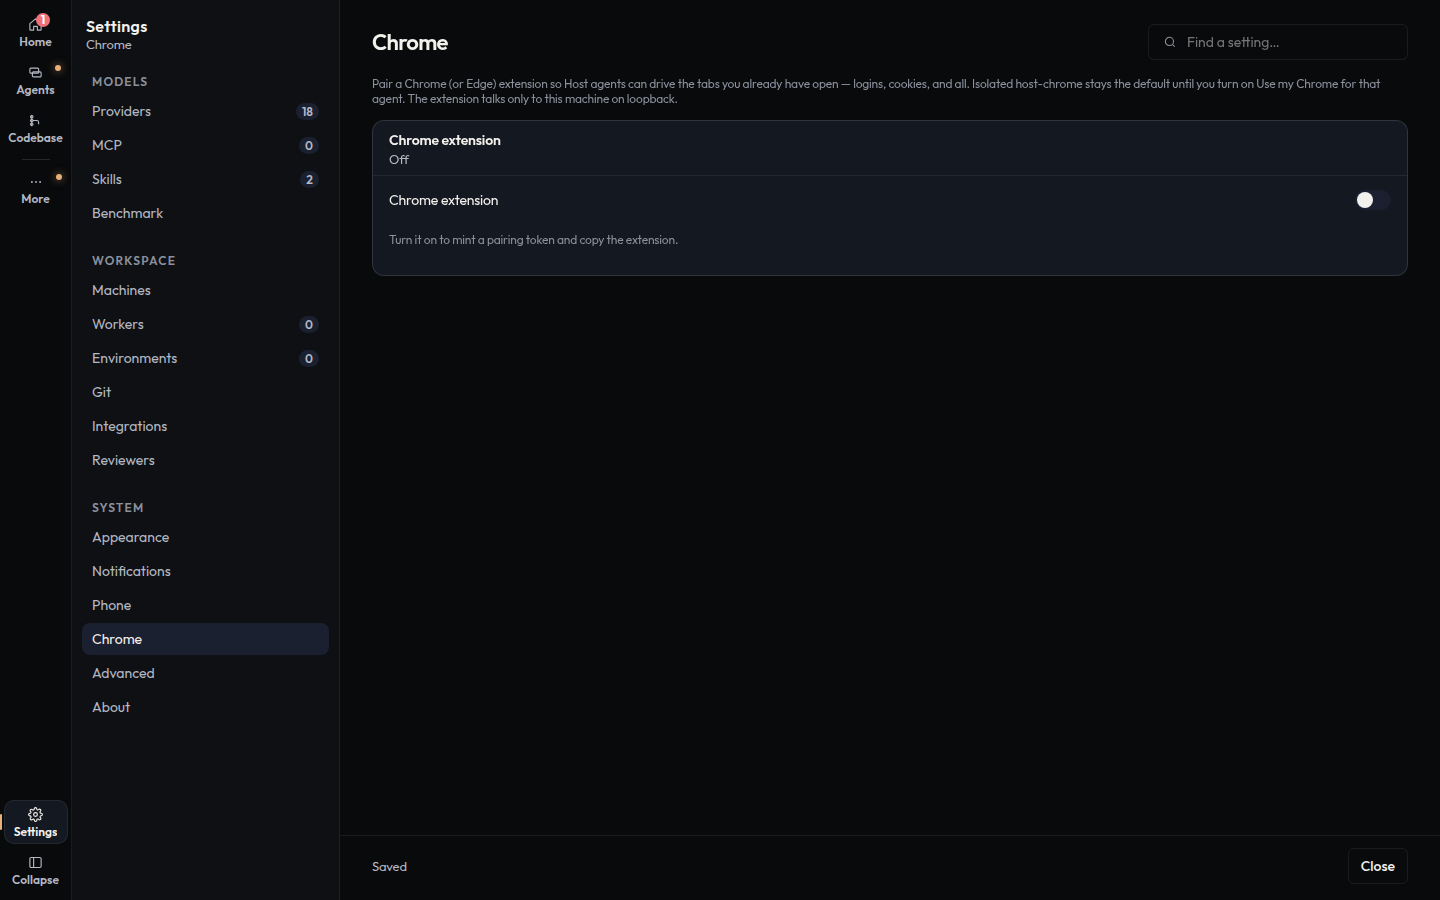 1
Home
Agents
Codebase
More
Settings
Collapse
Settings
Chrome
MODELS
Providers 18
MCP 0
Skills 2
Benchmark
WORKSPACE
Machines
Workers 0
Environments 0
Git
Integrations
Reviewers
SYSTEM
Appearance
Notifications
Phone
Chrome
Advanced
About
Chrome
Find a setting...
Pair a Chrome (or Edge) extension so Host agents can drive the tabs you already have open — logins, cookies, and all. Isolated host-chrome stays the default until you turn on Use my Chrome for that
agent. The extension talks only to this machine on loopback.
Chrome extension
Off
Chrome extension
Turn it on to mint a pairing token and copy the extension.
Saved
Close